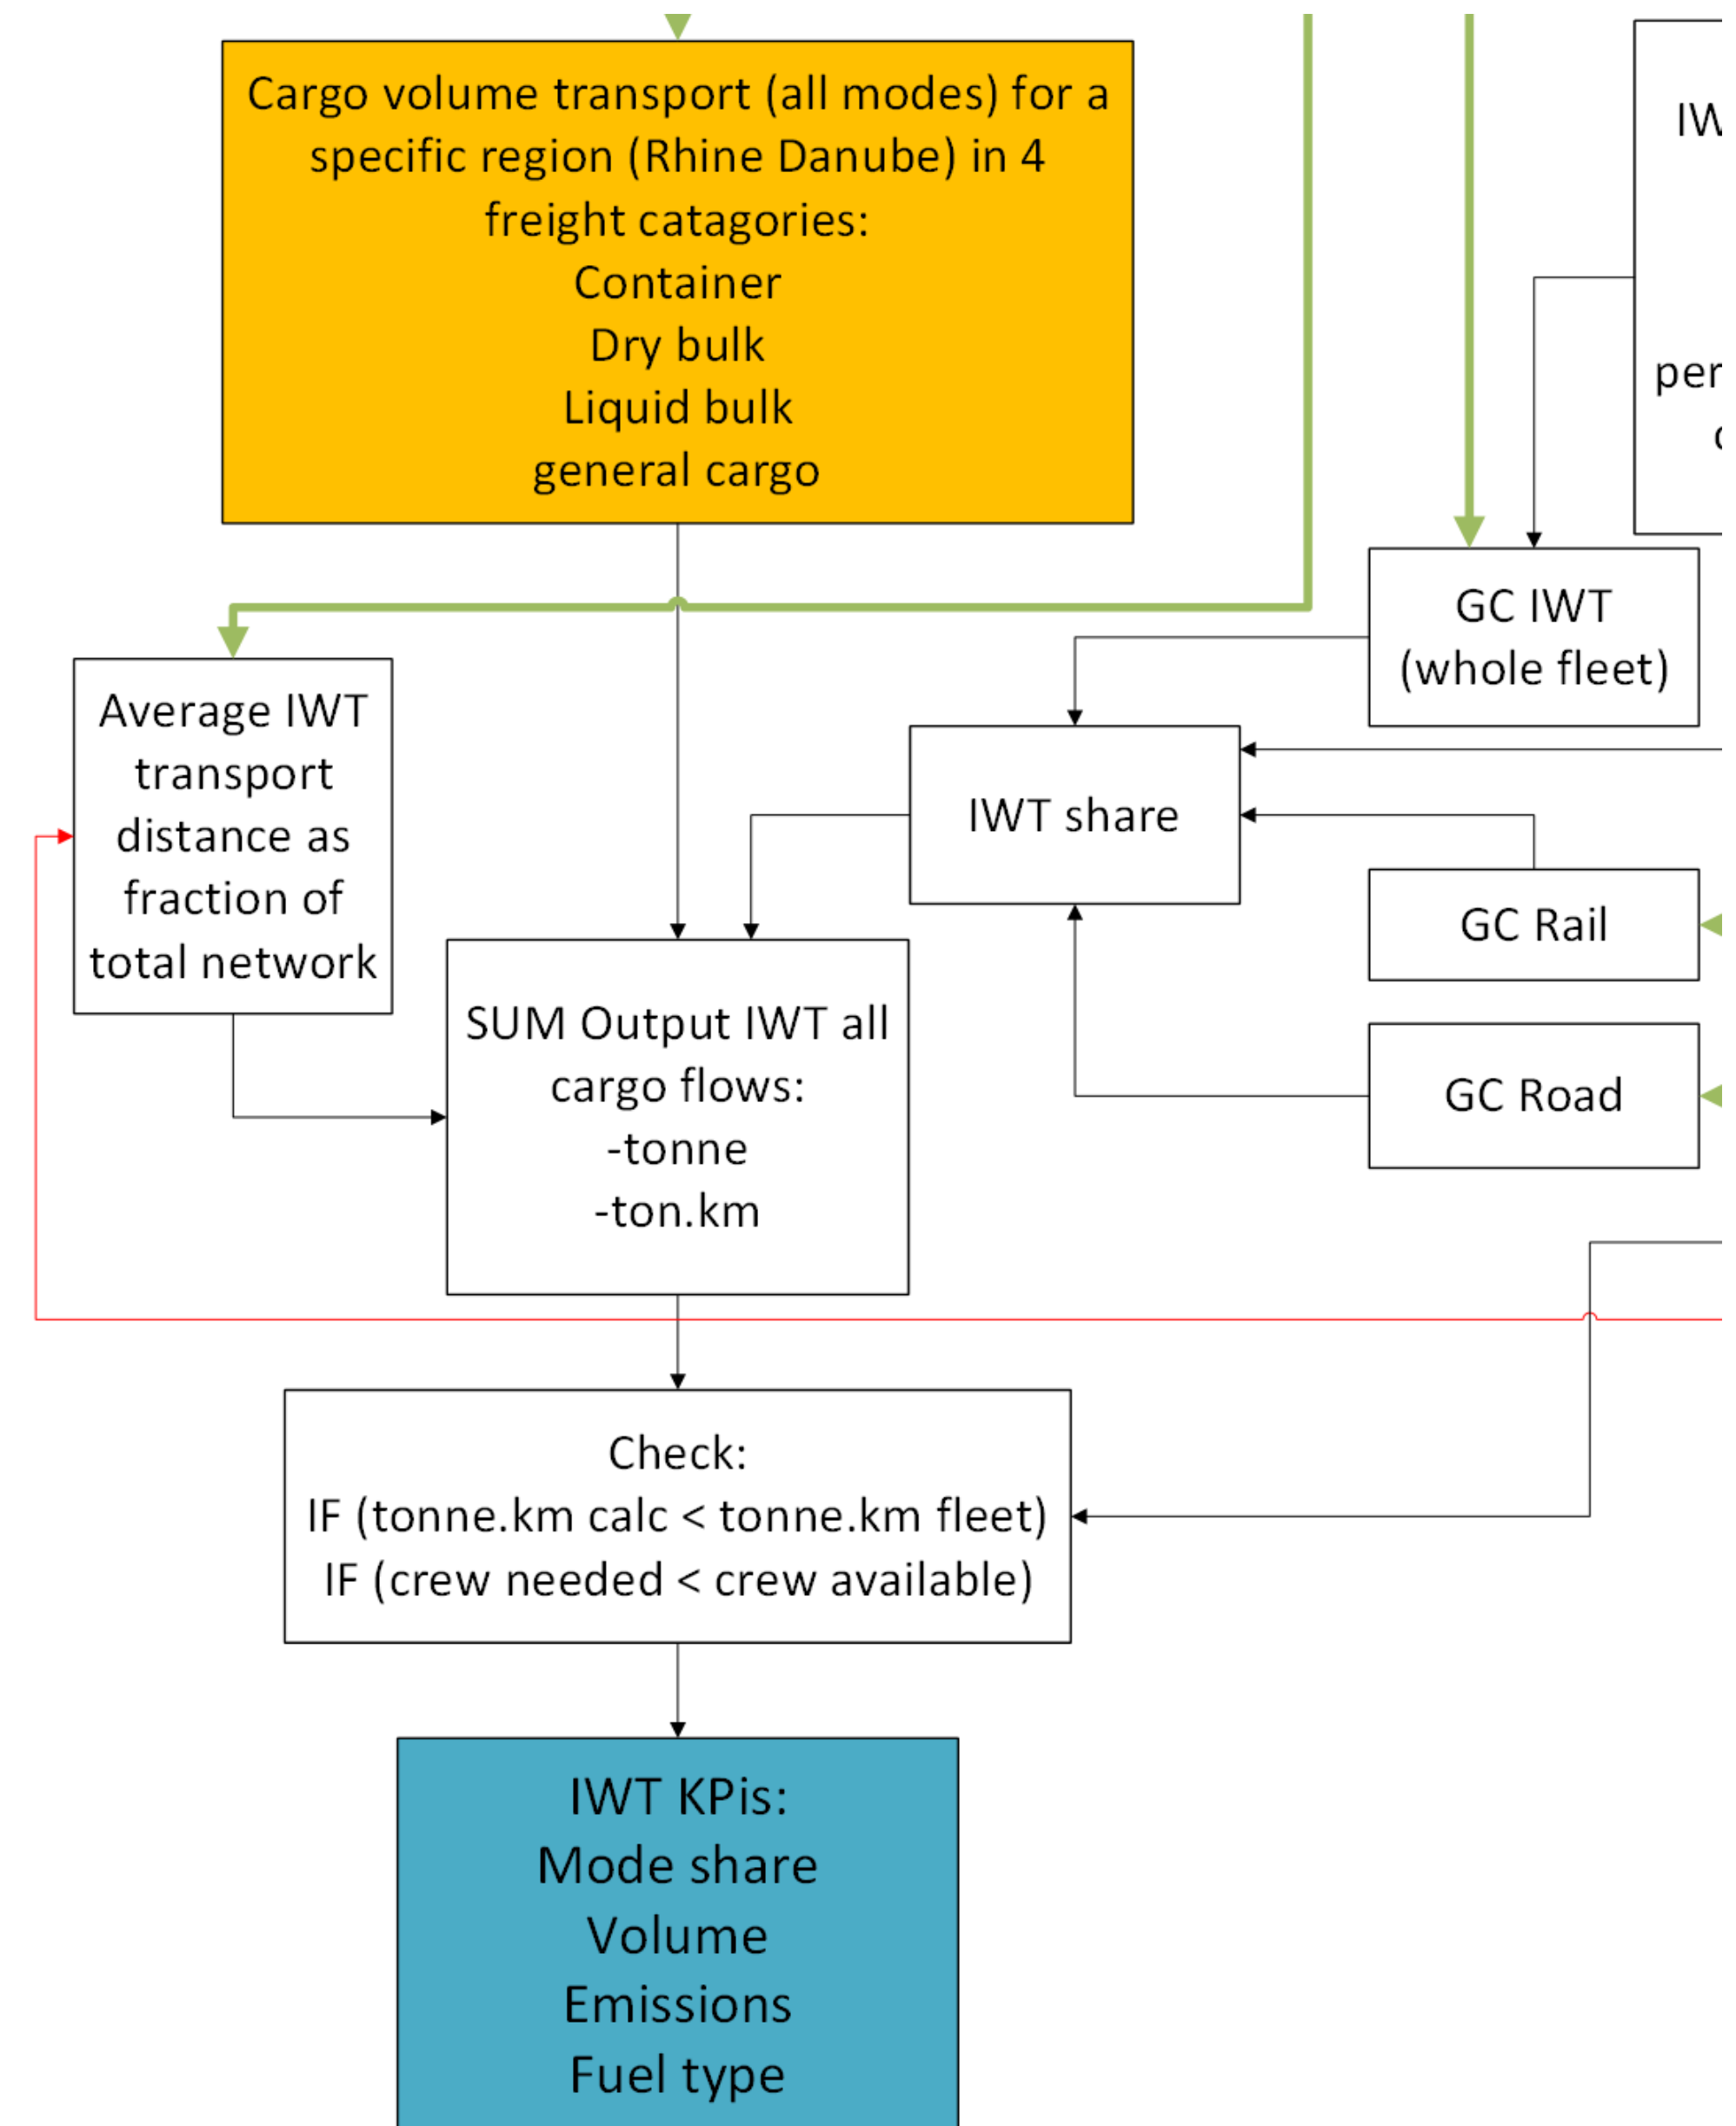 Cargo volume transport (all modes) for a
specific region (Rhine Danube) in 4
freight catagories:
Container
Dry bulk
Liquid bulk
general cargo
GC IWT
(whole fleet)
Average IWT
transport
distance as
fraction of
total network
IWT share
GC Rail
GC Road
SUM Output IWT all
cargo flows:
-tonne
-ton.km
Check:
IF (tonne.km calc < tonne.km fleet)
IF (crew needed < crew available)
IWT KPis:
Mode share
Volume
Emissions
Fuel type